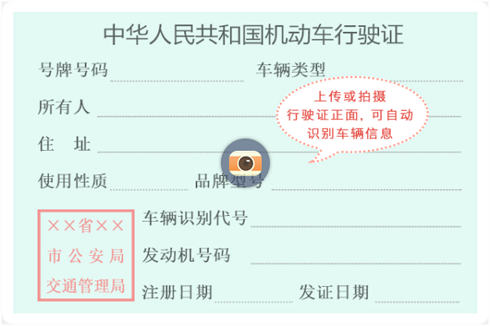 中华人民共和国机动车行驶证
号牌号码 车辆类型
所有人
住 址
使用性质 品牌型号
上传或拍摄
行驶证正面，可自动
识别车辆信息
车辆识别代号
发动机号码
注册日期 发证日期
××省××
市公安局
交通管理局